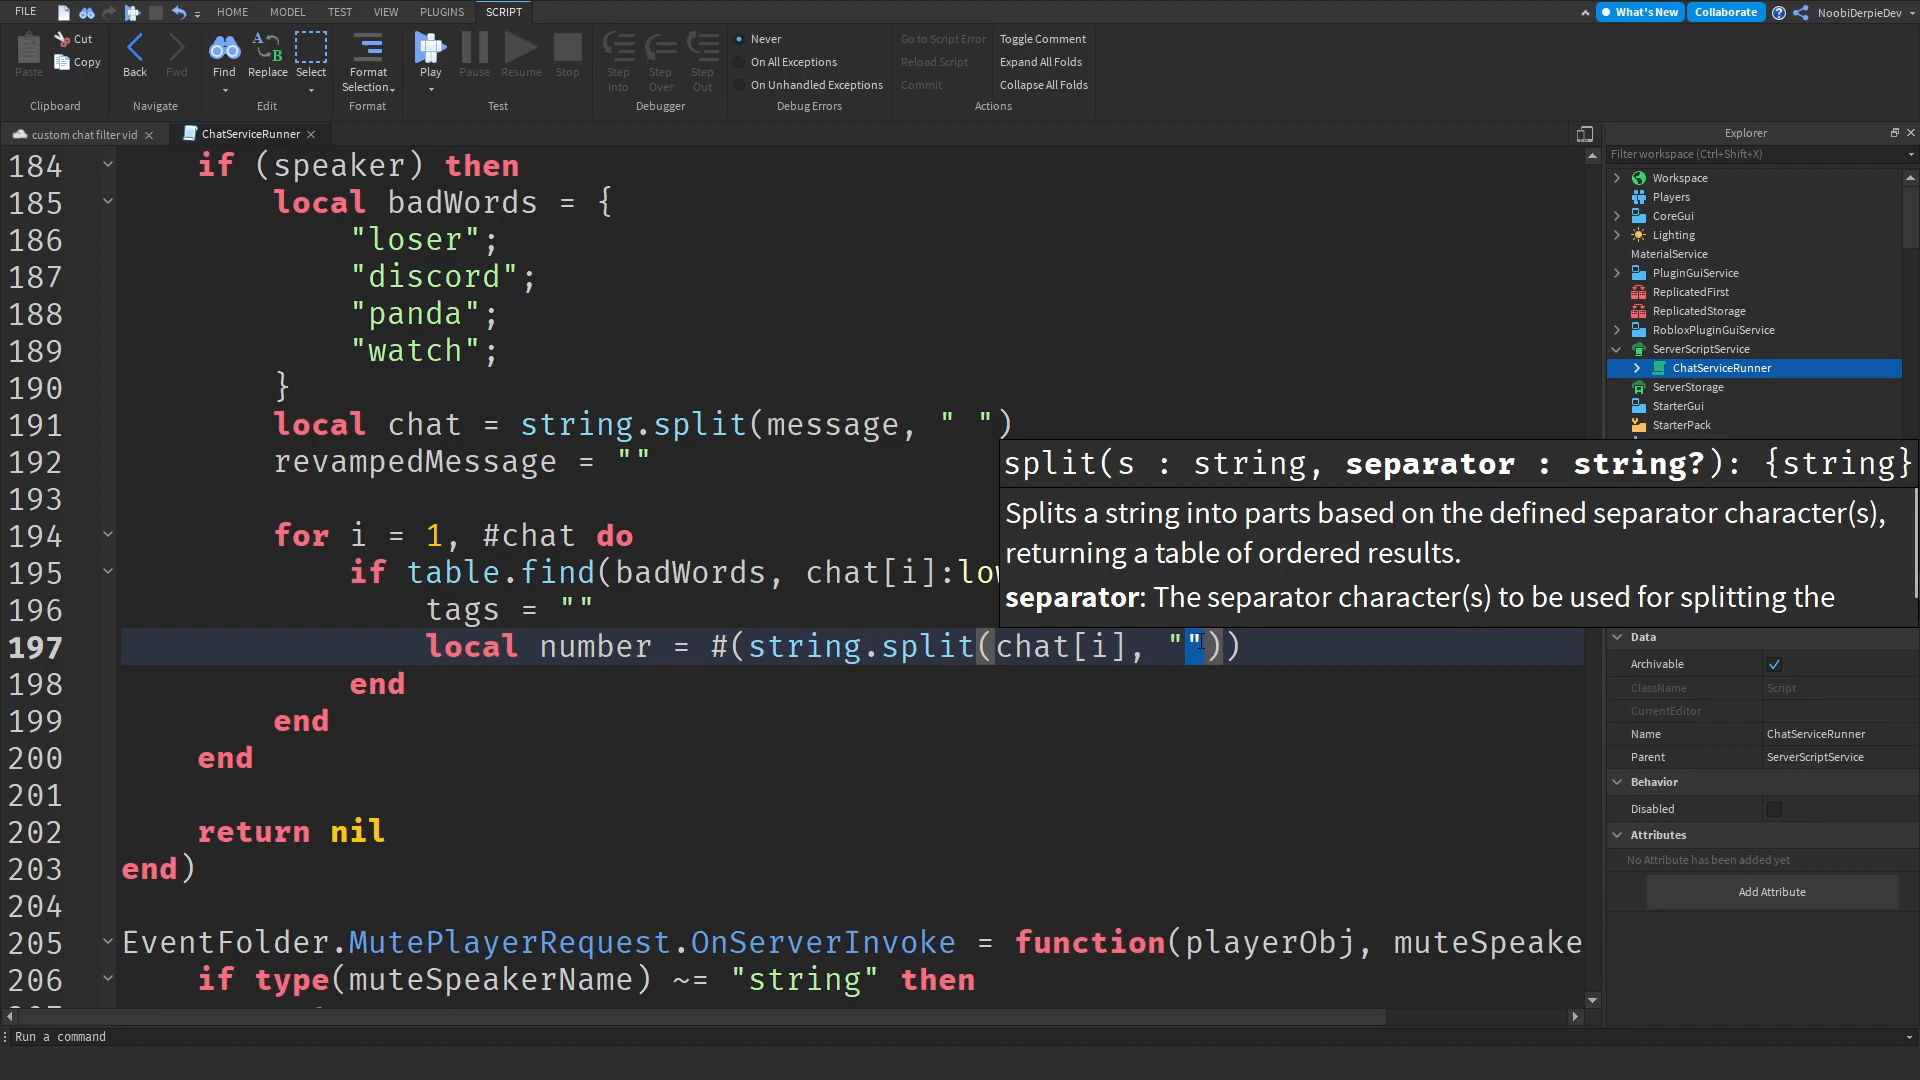 FILE HOME MODEL TEST VIEW PLUGINS SCRIPT What's New Collaborate NoobiDerpieDev
Paste Cut Copy Back Fwd Find Replace Select Format Selection Play Pause Resume Stop Step Into Step Over Step Out
Never
On All Exceptions
On Unhandled Exceptions
Go to Script Error
Reload Script
Commit
Toggle Comment
Expand All Folds
Collapse All Folds
Clipboard Navigate Edit Format Test Debugger Debug Errors Actions
custom chat filter vid ChatServiceRunner
184 if (speaker) then
185 local badWords = {
186 "loser";
187 "discord";
188 "panda";
189 "watch";
190 }
191 local chat = string.split(message, " ")
192 revampedMessage = ""
193
194 for i = 1, #chat do
195 if table.find(badWords, chat[i]:lo
196 tags = ""
197 local number = #(string.split(chat[i], ""))
198 end
199 end
200 end
201
202 return nil
203 end)
204
205 EventFolder.MutePlayerRequest.OnServerInvoke = function(playerObj, muteSpeake
206 if type(muteSpeakerName) ~= "string" then
split(s : string, separator : string?): {string}
Splits a string into parts based on the defined separator character(s),
returning a table of ordered results.
separator: The separator character(s) to be used for splitting the
Run a command
Explorer
Filter workspace (Ctrl+Shift+X)
Workspace
Players
CoreGui
Lighting
MaterialService
PluginGuiService
ReplicatedFirst
ReplicatedStorage
RobloxPluginGuiService
ServerScriptService
ChatServiceRunner
ServerStorage
StarterGui
StarterPack
Data
Archivable
ClassName Script
CurrentEditor
Name ChatServiceRunner
Parent ServerScriptService
Behavior
Disabled
Attributes
No Attribute has been added yet
Add Attribute